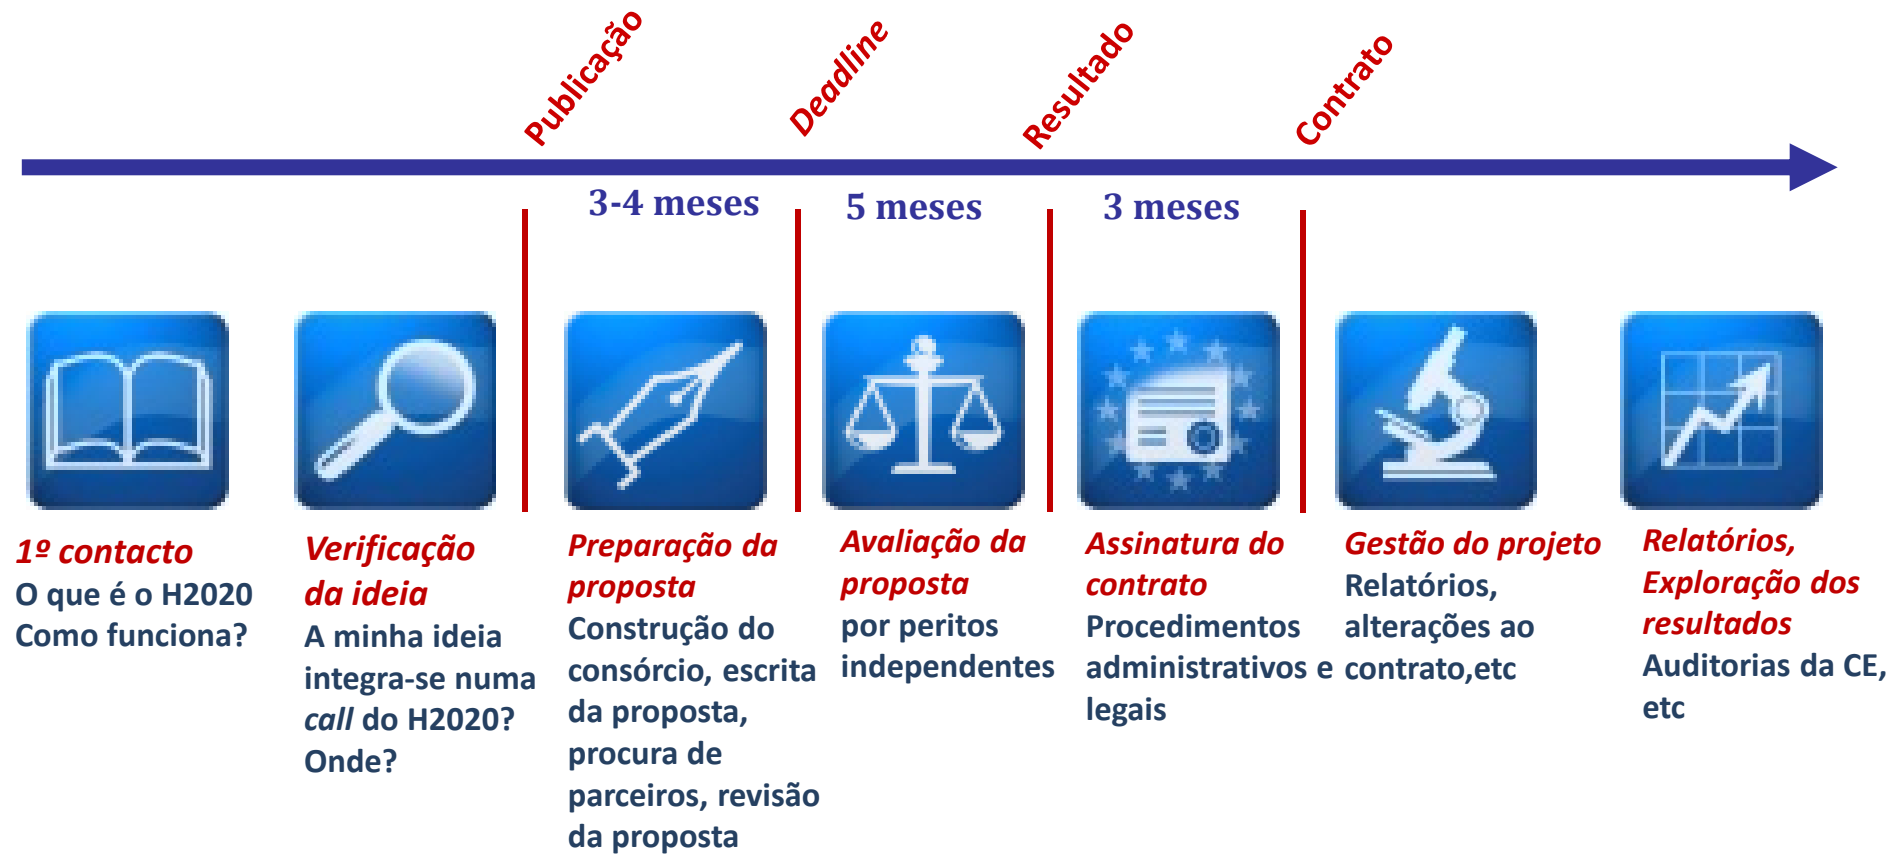 Publicação
Deadline
Resultado
Contrato
3-4 meses
5 meses
3 meses
1º contacto
O que é o H2020
Como funciona?
Verificação
da ideia
A minha ideia
integra-se numa
call do H2020?
Onde?
Preparação da
proposta
Construção do
consórcio, escrita
da proposta,
procura de
parceiros, revisão
da proposta
Avaliação da
proposta
por peritos
independentes
Assinatura do
contrato
Procedimentos
administrativos e
legais
Gestão do projeto
Relatórios,
alterações ao
contrato,etc
Relatórios,
Exploração dos
resultados
Auditorias da CE,
etc